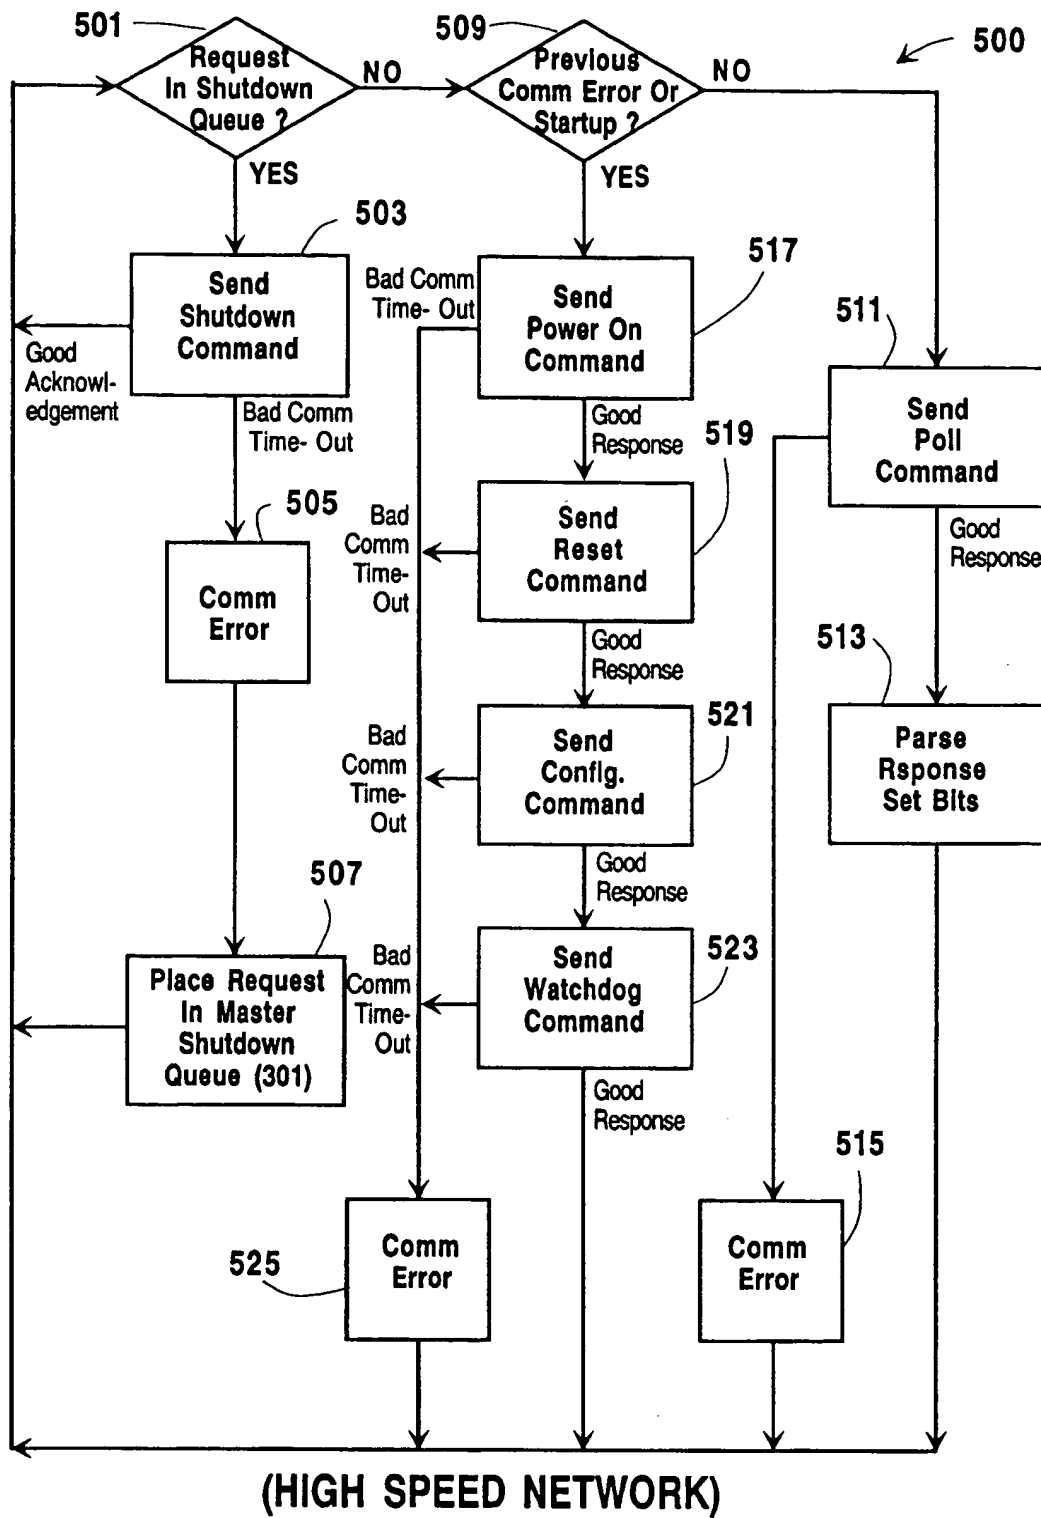 501
509
500
Request
In Shutdown
Queue ?
NO
Previous
Comm Error Or
Startup ?
NO
YES
YES
503
517
511
Send
Shutdown
Command
Bad Comm
Time- Out
Send
Power On
Command
Good
Acknowl-
edgement
Bad Comm
Time- Out
Good
Response
519
Send
Poll
Command
505
Bad
Comm
Time-
Out
Send
Reset
Command
Good
Response
Comm
Error
Good
Response
513
521
Bad
Comm
Time-
Out
Send
Config.
Command
Parse
Rsponse
Set Bits
507
Good
Response
523
Place Request
In Master
Shutdown
Queue (301)
Bad
Comm
Time-
Out
Send
Watchdog
Command
Good
Response
515
525
Comm
Error
Comm
Error
(HIGH SPEED NETWORK)